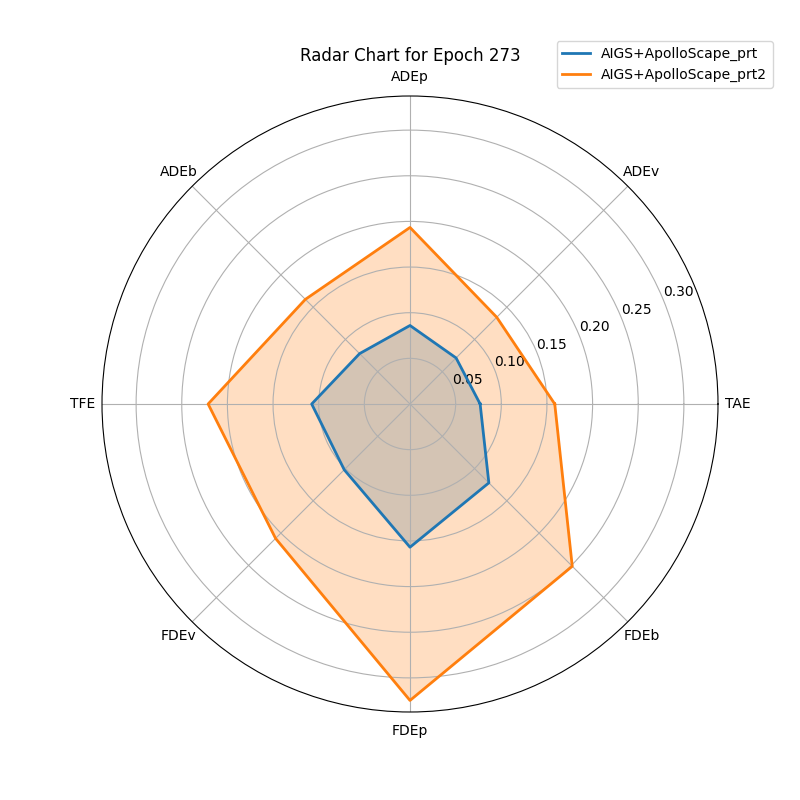 Radar Chart for Epoch 273
AIGS+ApolloScape_prt
AIGS+ApolloScape_prt2
ADEp
ADEb
ADEv
0.30
0.25
0.20
0.15
0.10
0.05
TFE
TAE
FDEv
FDEb
FDEp